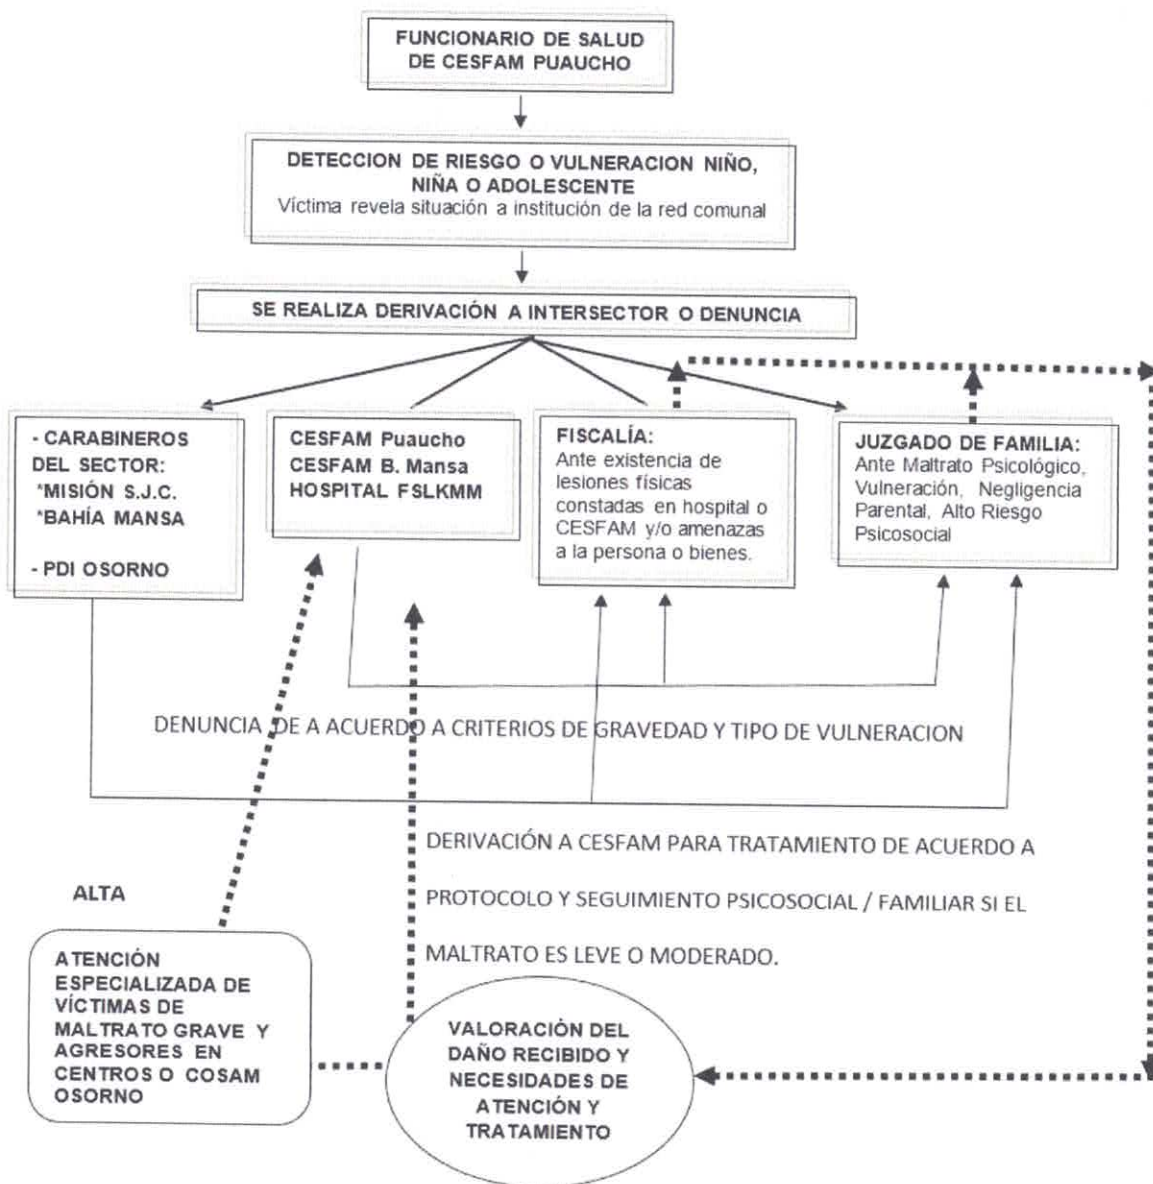 FUNCIONARIO DE SALUD
DE CESFAM PUAUCHO
DETECCION DE RIESGO O VULNERACION NIÑO,
NIÑA O ADOLESCENTE
Víctima revela situación a institución de la red comunal
SE REALIZA DERIVACIÓN A INTERSECTOR O DENUNCIA
- CARABINEROS
DEL SECTOR:
*MISIÓN S.J.C.
*BAHÍA MANSA
- PDI OSORNO
CESFAM Puaucho
CESFAM B. Mansa
HOSPITAL FSLKMM
FISCALÍA:
Ante existencia de
lesiones físicas
constadas en hospital o
CESFAM y/o amenazas
a la persona o bienes.
JUZGADO DE FAMILIA:
Ante Maltrato Psicológico,
Vulneración, Negligencia
Parental, Alto Riesgo
Psicosocial
DENUNCIA DE A ACUERDO A CRITERIOS DE GRAVEDAD Y TIPO DE VULNERACION
DERIVACIÓN A CESFAM PARA TRATAMIENTO DE ACUERDO A
PROTOCOLO Y SEGUIMIENTO PSICOSOCIAL / FAMILIAR SI EL
MALTRATO ES LEVE O MODERADO.
ALTA
ATENCIÓN
ESPECIALIZADA DE
VÍCTIMAS DE
MALTRATO GRAVE Y
AGRESORES EN
CENTROS O COSAM
OSORNO
VALORACIÓN DEL
DAÑO RECIBIDO Y
NECESIDADES DE
ATENCIÓN Y
TRATAMIENTO